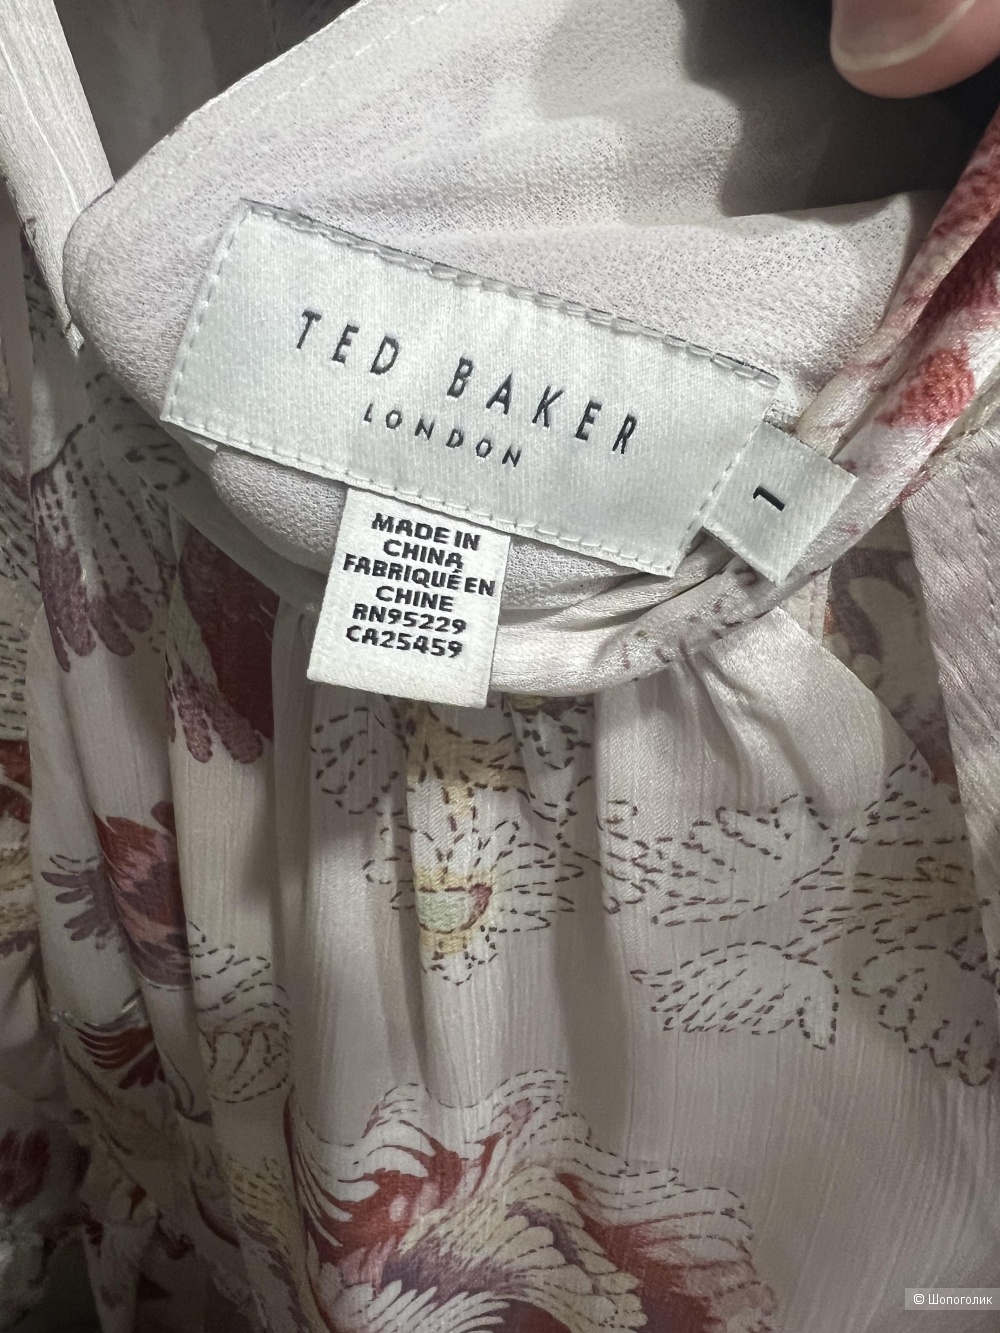 TED BAKER
LONDON
1
MADE IN
CHINA
FABRIQUÉ EN
CHINE
RN95229
CA25459
© Шопоголик